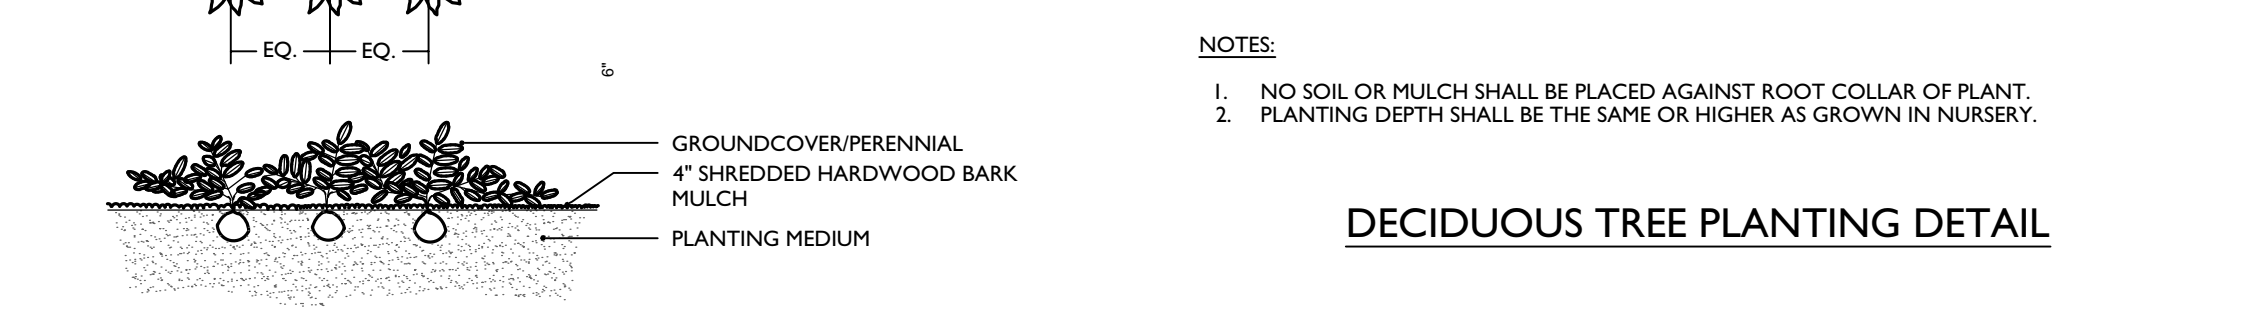 EQ. EQ.
6"
GROUNDCOVER/PERENNIAL
4" SHREDDED HARDWOOD BARK
MULCH
PLANTING MEDIUM
NOTES:
1. NO SOIL OR MULCH SHALL BE PLACED AGAINST ROOT COLLAR OF PLANT.
2. PLANTING DEPTH SHALL BE THE SAME OR HIGHER AS GROWN IN NURSERY.
DECIDUOUS TREE PLANTING DETAIL